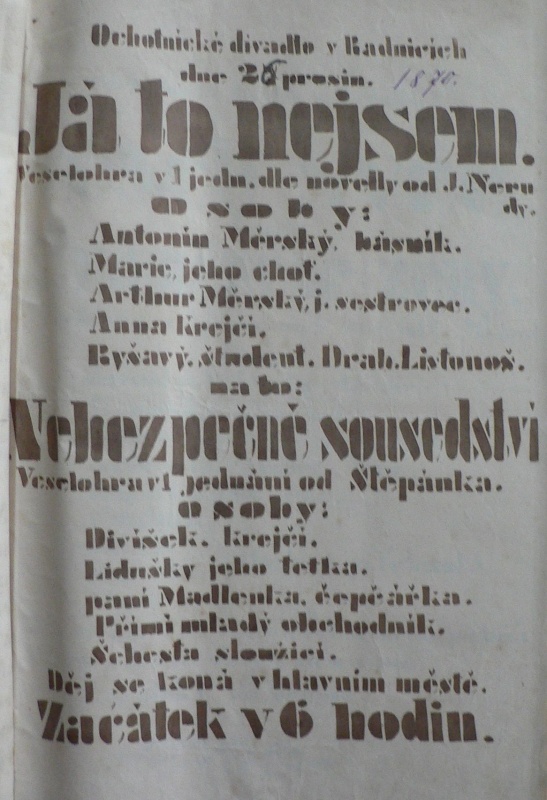 Ochotnické divadlo v Radnicích
dne 26 prosin. 1870.
Já to nejsem.
Veselohra v 1 jedn. dle novelly od J. Neru
dy.
Osoby:
Antonín Měrský, básník.
Marie, jeho choť.
Arthur Měrský, j. sestrovec.
Anna Krejčí.
Ryšavý, študent. Drab. Listonoš.
na to:
Nebezpečné sousedství
Veselohra v 1 jednání od Štěpánka.
osoby:
Divíšek. krejčí.
Lidušky jeho tetka.
paní Madlenka, čepčářka.
Přímí mladý obchodník.
Šebesta sloužící.
Děj se koná v hlavním městě.
Začátek v 6 hodin.